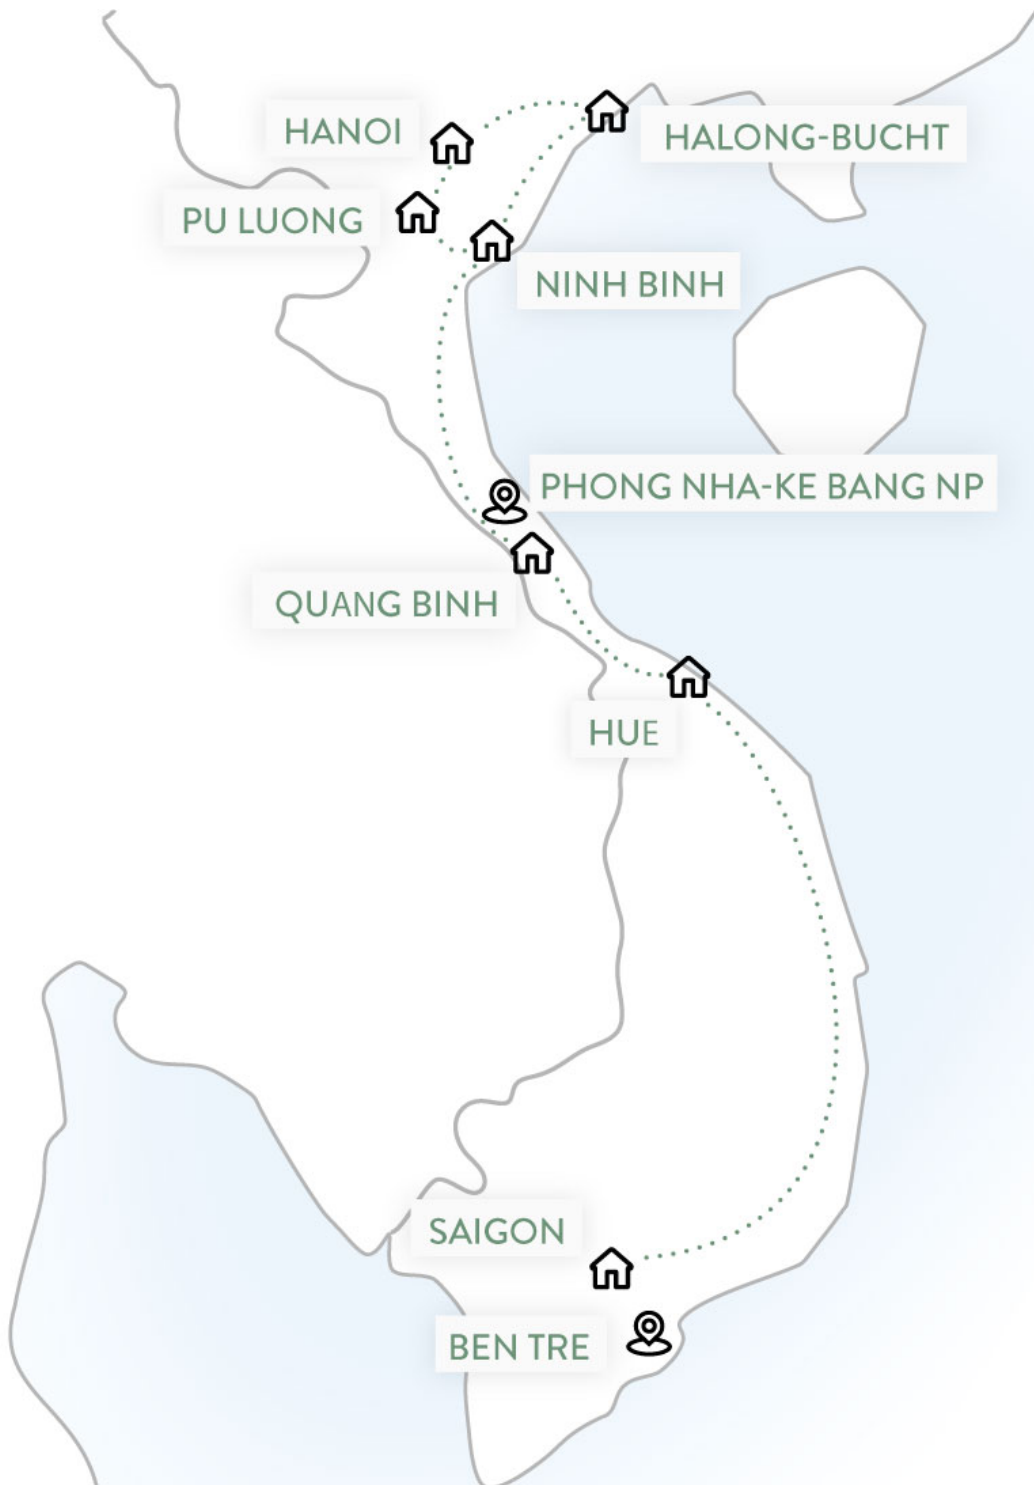 HANOI
HALONG-BUCHT
PU LUONG
NINH BINH
PHONG NHA-KE BANG NP
QUANG BINH
HUE
SAIGON
BEN TRE